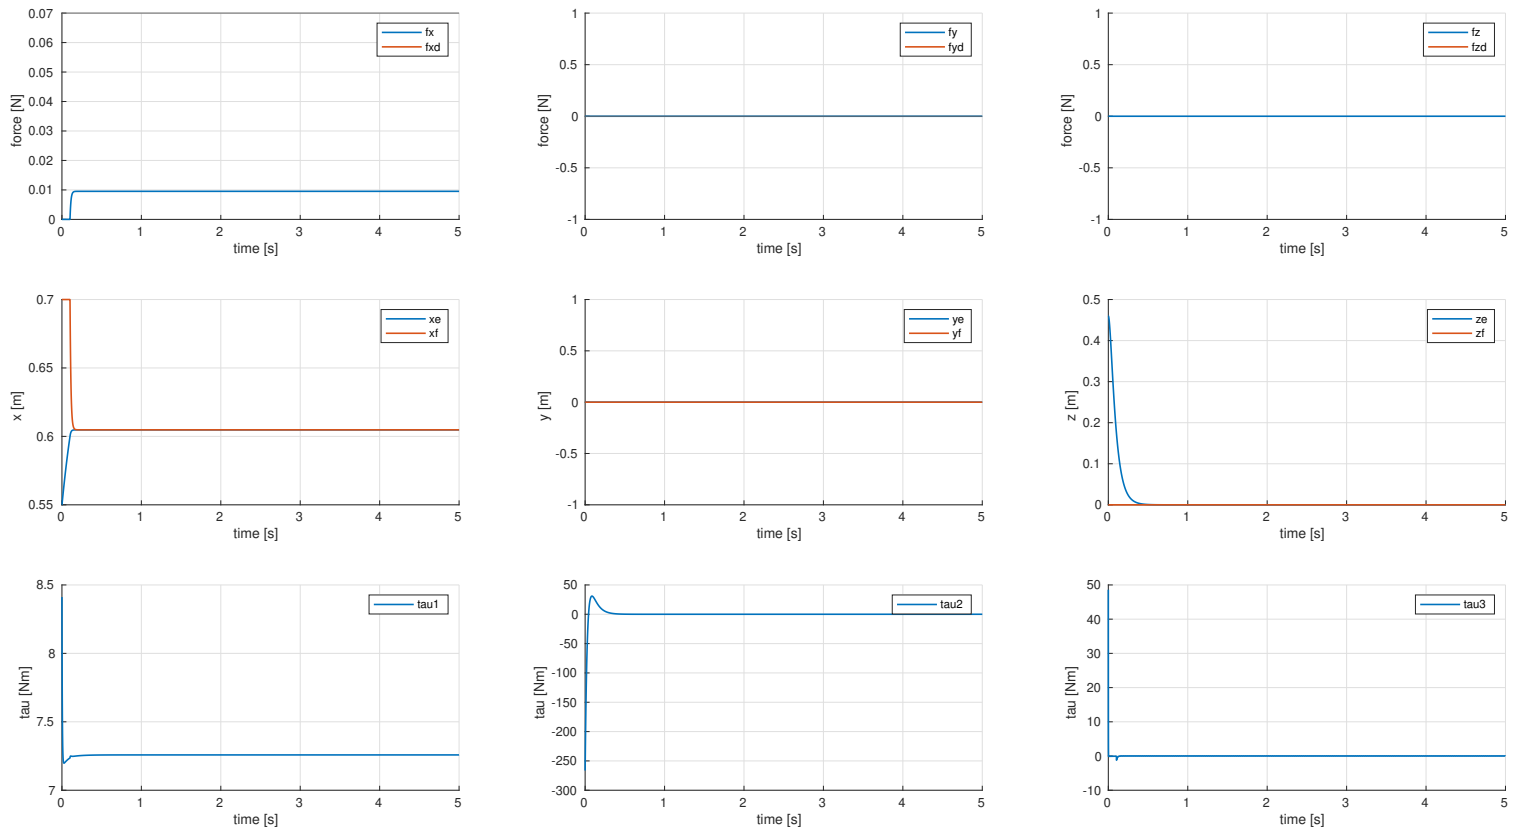 0.07
0.06
0.05
0.04
0.03
0.02
0.01
0
force [N]
0 1 2 3 4 5
time [s]
fx
fxd
1
0.5
0
-0.5
-1
force [N]
0 1 2 3 4 5
time [s]
fy
fyd
1
0.5
0
-0.5
-1
force [N]
0 1 2 3 4 5
time [s]
fz
fzd
0.7
0.65
0.6
0.55
x [m]
0 1 2 3 4 5
time [s]
xe
xf
1
0.5
0
-0.5
-1
y [m]
0 1 2 3 4 5
time [s]
ye
yf
0.5
0.4
0.3
0.2
0.1
0
z [m]
0 1 2 3 4 5
time [s]
ze
zf
8.5
8
7.5
7
tau [Nm]
0 1 2 3 4 5
time [s]
tau1
50
0
-50
-100
-150
-200
-250
-300
tau [Nm]
0 1 2 3 4 5
time [s]
tau2
50
40
30
20
10
0
-10
tau [Nm]
0 1 2 3 4 5
time [s]
tau3